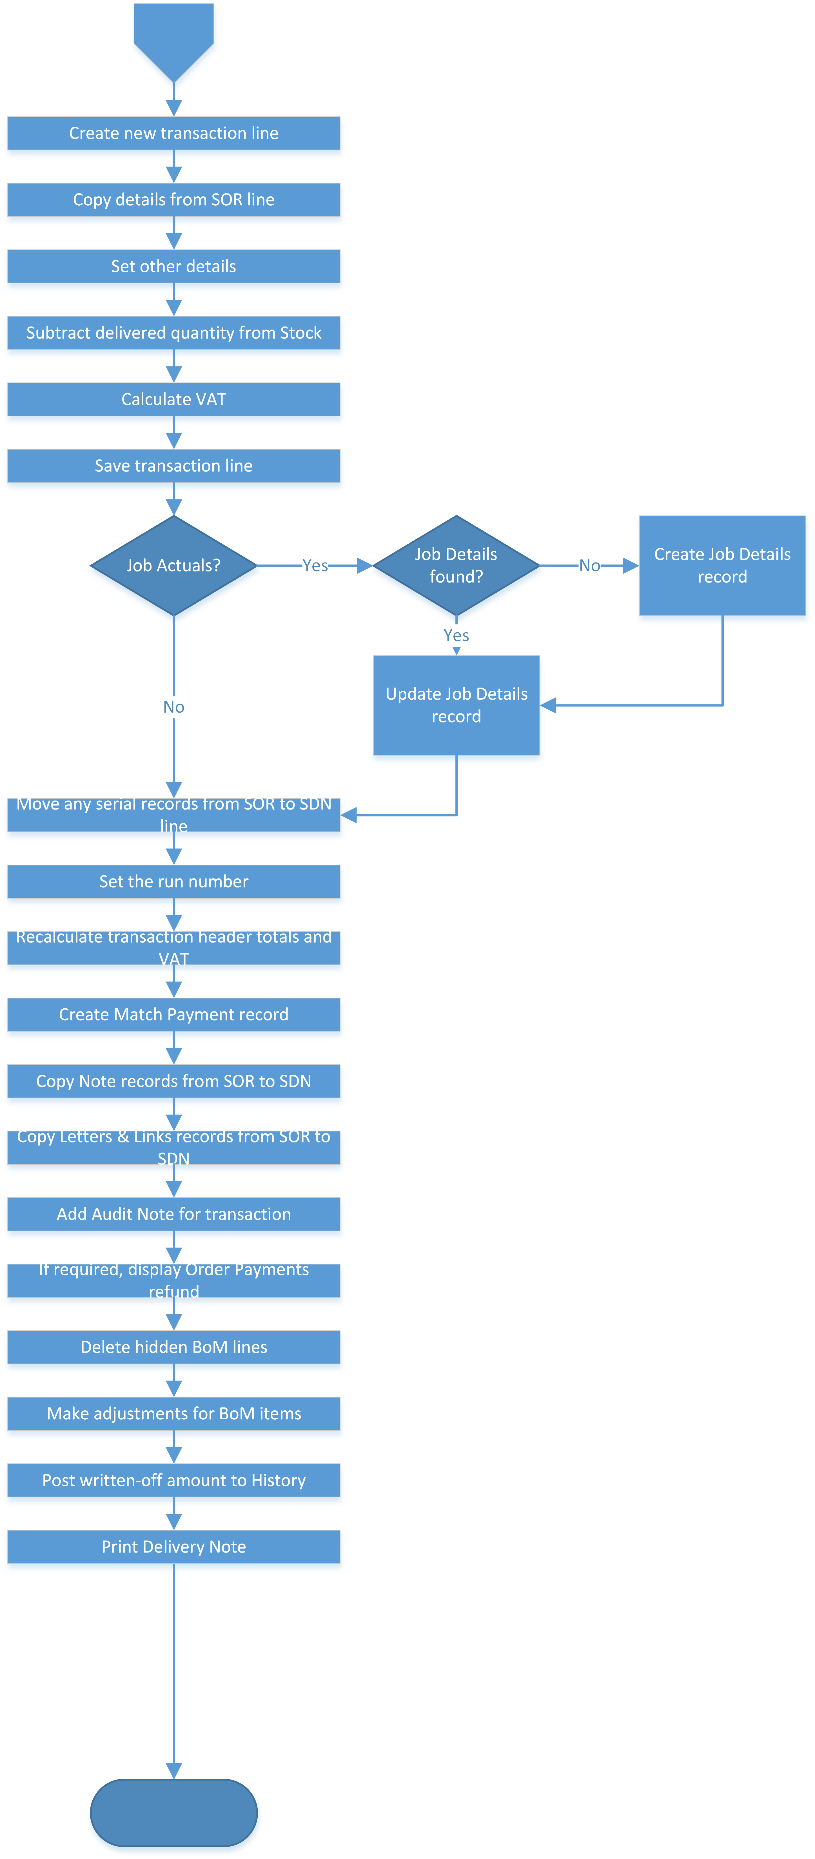 Create new transaction line
Copy details from SOR line
Set other details
Subtract delivered quantity from Stock
Calculate VAT
Save transaction line
Job Actuals?
Yes
Job Details
found?
No
Create Job Details
record
Yes
Update Job Details
record
No
Move any serial records from SOR to SDN
line
Set the run number
Recalculate transaction header totals and
VAT
Create Match Payment record
Copy Note records from SOR to SDN
Copy Letters & Links records from SOR to
SDN
Add Audit Note for transaction
If required, display Order Payments
refund
Delete hidden BoM lines
Make adjustments for BoM items
Post written-off amount to History
Print Delivery Note